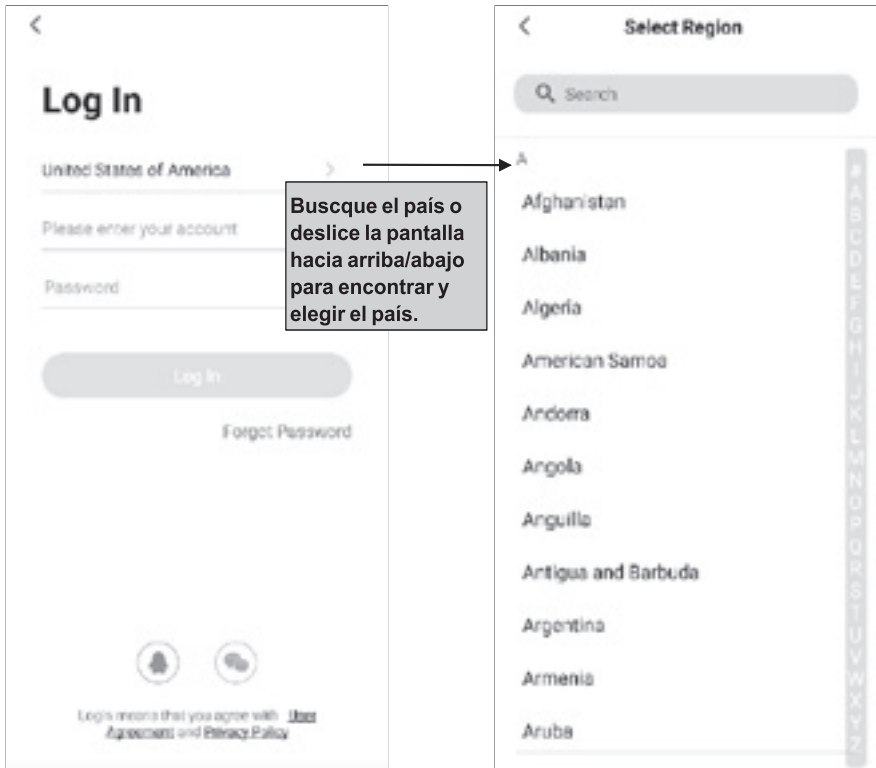 Log In
United States of America
Please enter your account
Password
Log In
Forgot Password
Login means that you agree with User
Agreement and Privacy Policy
Buscque el país o
deslice la pantalla
hacia arriba/abajo
para encontrar y
elegir el país.
Select Region
Search
A
Afghanistan
Albania
Algeria
American Samoa
Andorra
Angola
Anguilla
Antigua and Barbuda
Argentina
Armenia
Aruba
#
A
B
C
D
E
F
G
H
I
J
K
L
M
N
O
P
Q
R
S
T
U
V
W
X
Y
Z